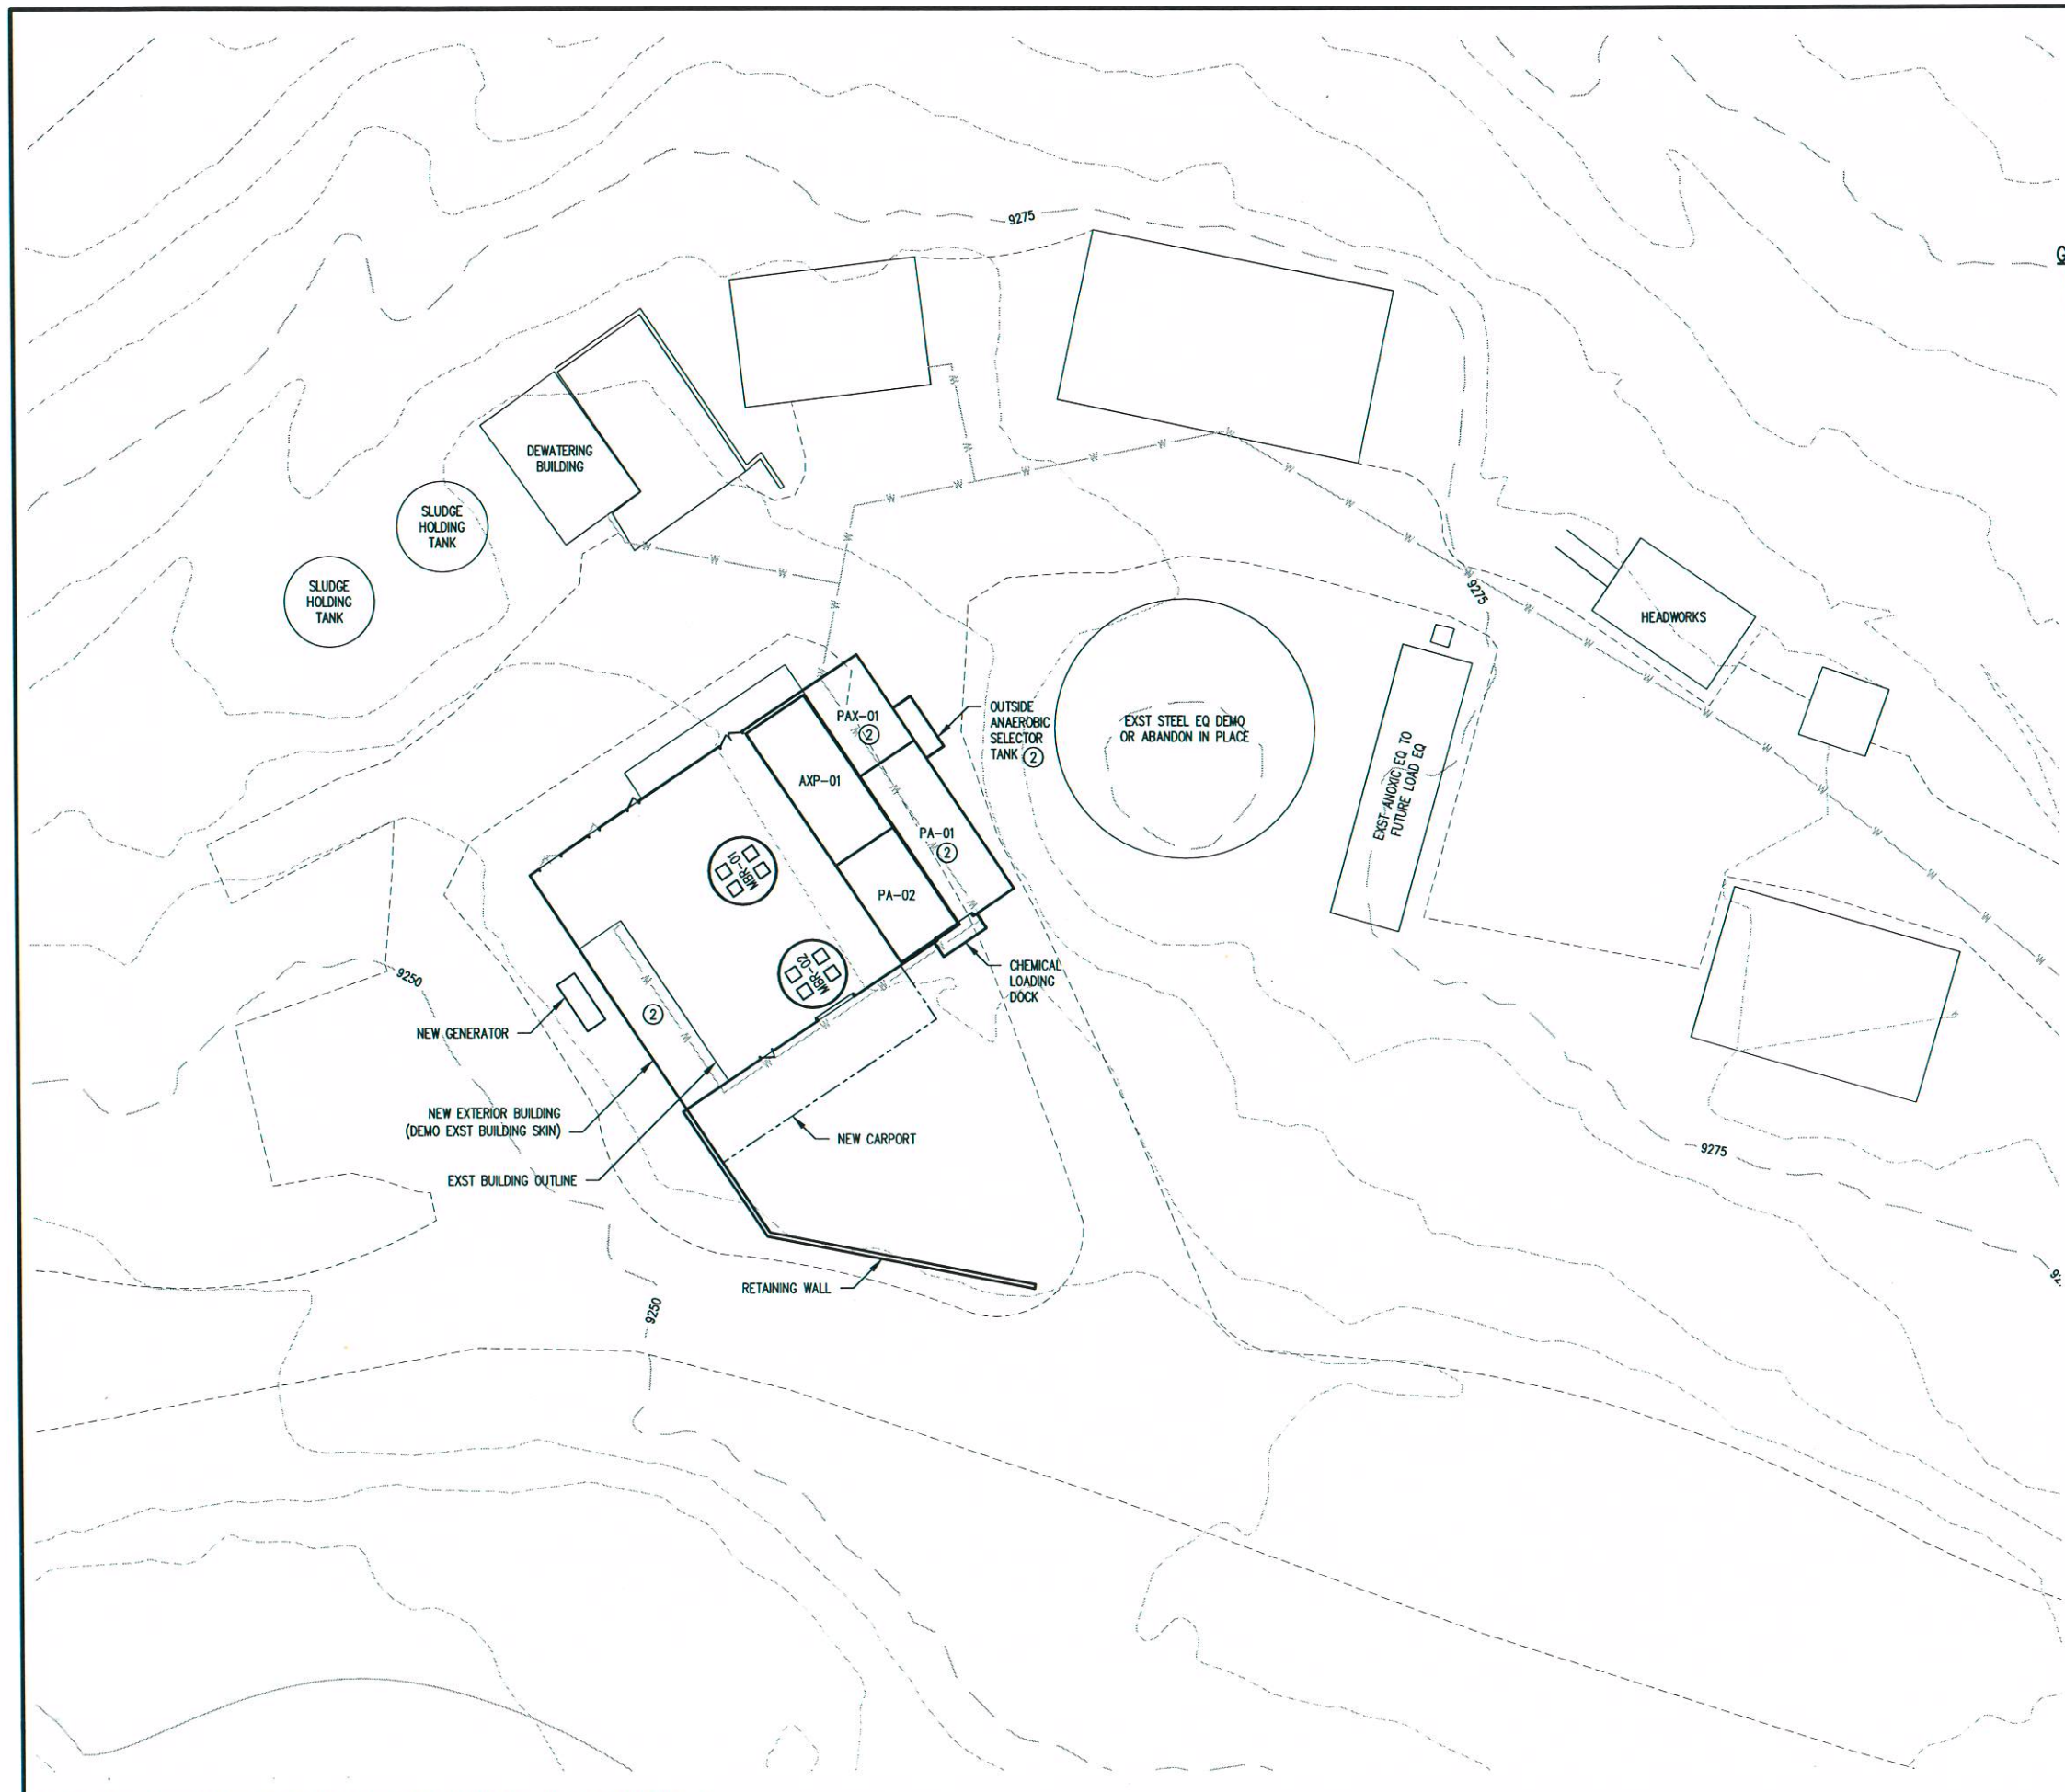 9275
G
DEWATERING
BUILDING
SLUDGE
HOLDING
TANK
SLUDGE
HOLDING
TANK
9275
HEADWORKS
PAX-01
2
OUTSIDE
ANAEROBIC
SELECTOR
TANK 2
EXST STEEL EQ DEMO
OR ABANDON IN PLACE
EXST ANOXIC EQ TO
FUTURE LOAD EQ
AXP-01
PA-01
2
MBR-01
PA-02
MBR-02
CHEMICAL
LOADING
DOCK
9250
2
NEW GENERATOR
NEW EXTERIOR BUILDING
(DEMO EXST BUILDING SKIN)
NEW CARPORT
EXST BUILDING OUTLINE
9275
RETAINING WALL
9250
W W W W W W W W W W W W W W W W W W W W W W W W W W W W W W W W W W W W